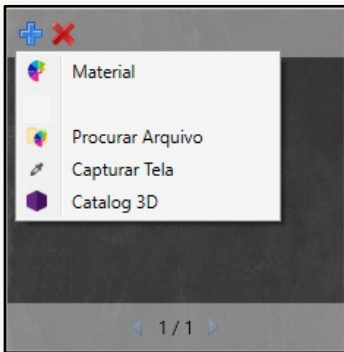 Material
Procurar Arquivo
Capturar Tela
Catalog 3D
1 / 1